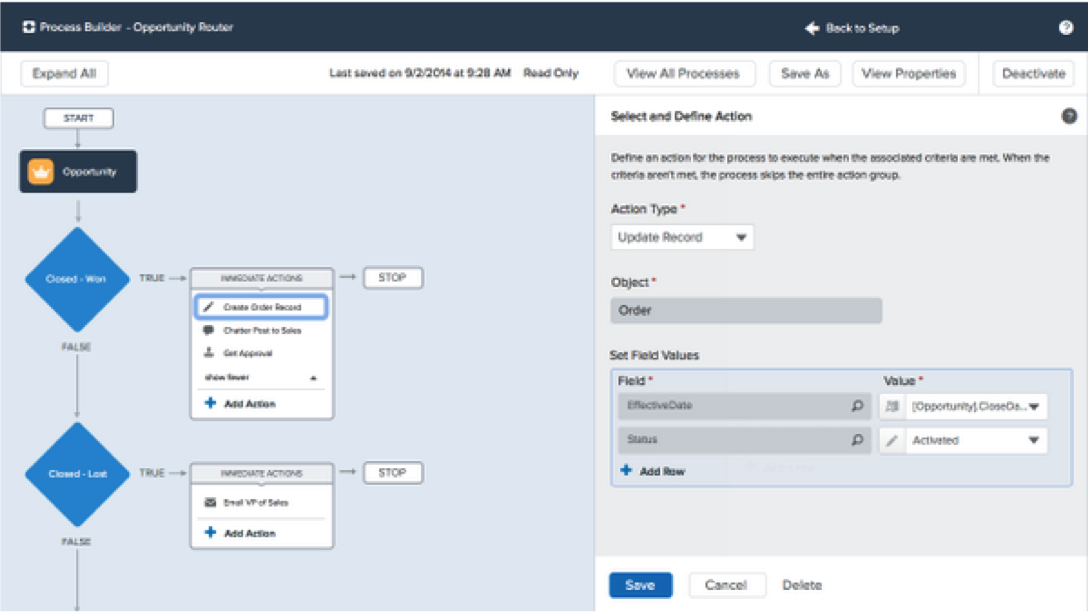 Process Builder - Opportunity Router
Back to Setup
?
Expand All
Last saved on 9/2/2014 at 9:28 AM Read Only
View All Processes
Save As
View Properties
Deactivate
START
Opportunity
Closed - Won
TRUE
IMMEDIATE ACTIONS
Create Order Record
Chatter Post to Sales
Get Approval
show fewer
Add Action
STOP
FALSE
Closed - Lost
TRUE
IMMEDIATE ACTIONS
Email VP of Sales
Add Action
STOP
FALSE
Select and Define Action
?
Define an action for the process to execute when the associated criteria are met. When the
criteria aren't met, the process skips the entire action group.
Action Type *
Update Record
Object *
Order
Set Field Values
Field * Value *
EffectiveDate [Opportunity].CloseDa...
Status Activated
Add Row
Save
Cancel
Delete